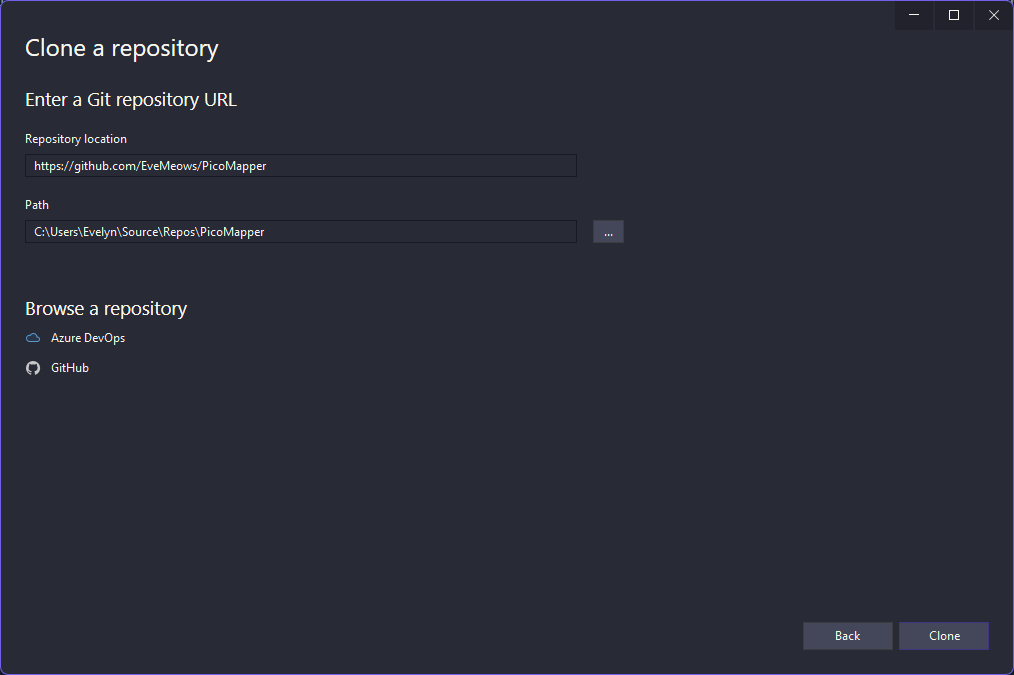 Clone a repository
Enter a Git repository URL
Repository location
https://github.com/EveMeows/PicoMapper
Path
C:\Users\Evelyn\Source\Repos\PicoMapper
...
Browse a repository
Azure DevOps
GitHub
Back
Clone